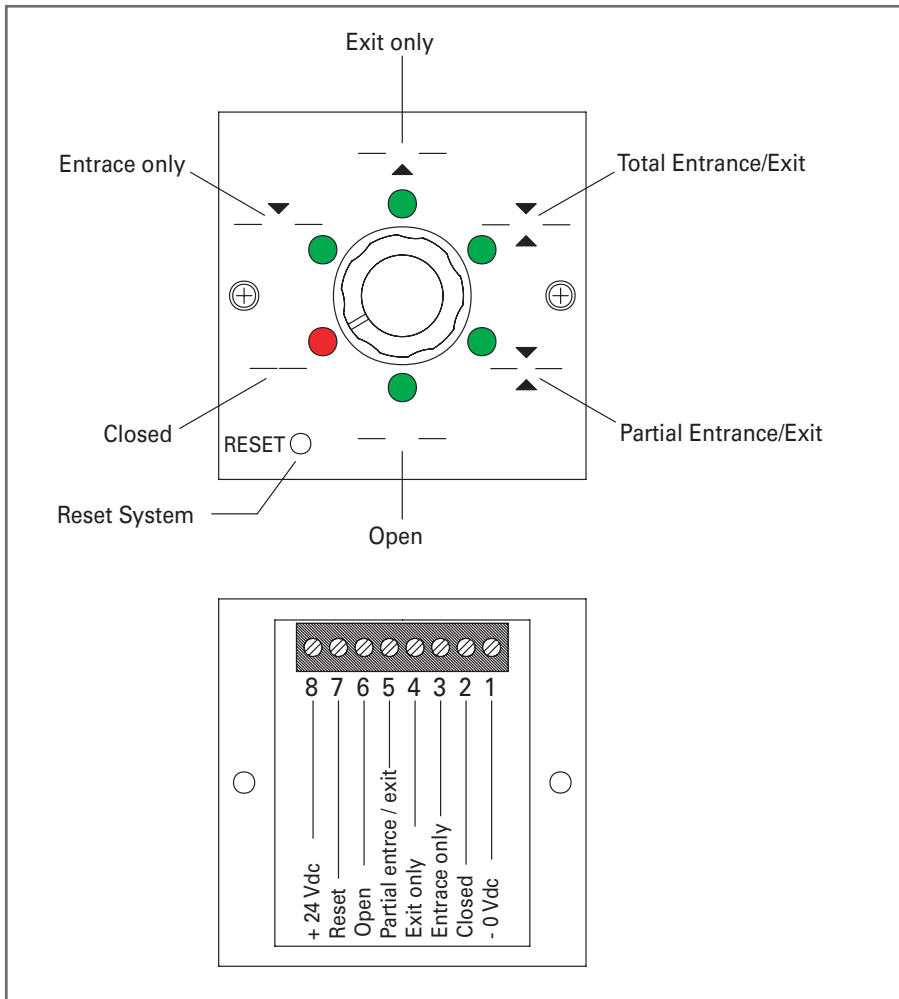 Exit only
Entrace only
Total Entrance/Exit
Closed
Partial Entrance/Exit
RESET
Reset System
Open
8 7 6 5 4 3 2 1
+ 24 Vdc
Reset
Open
Partial entrce / exit
Exit only
Entrace only
Closed
- 0 Vdc